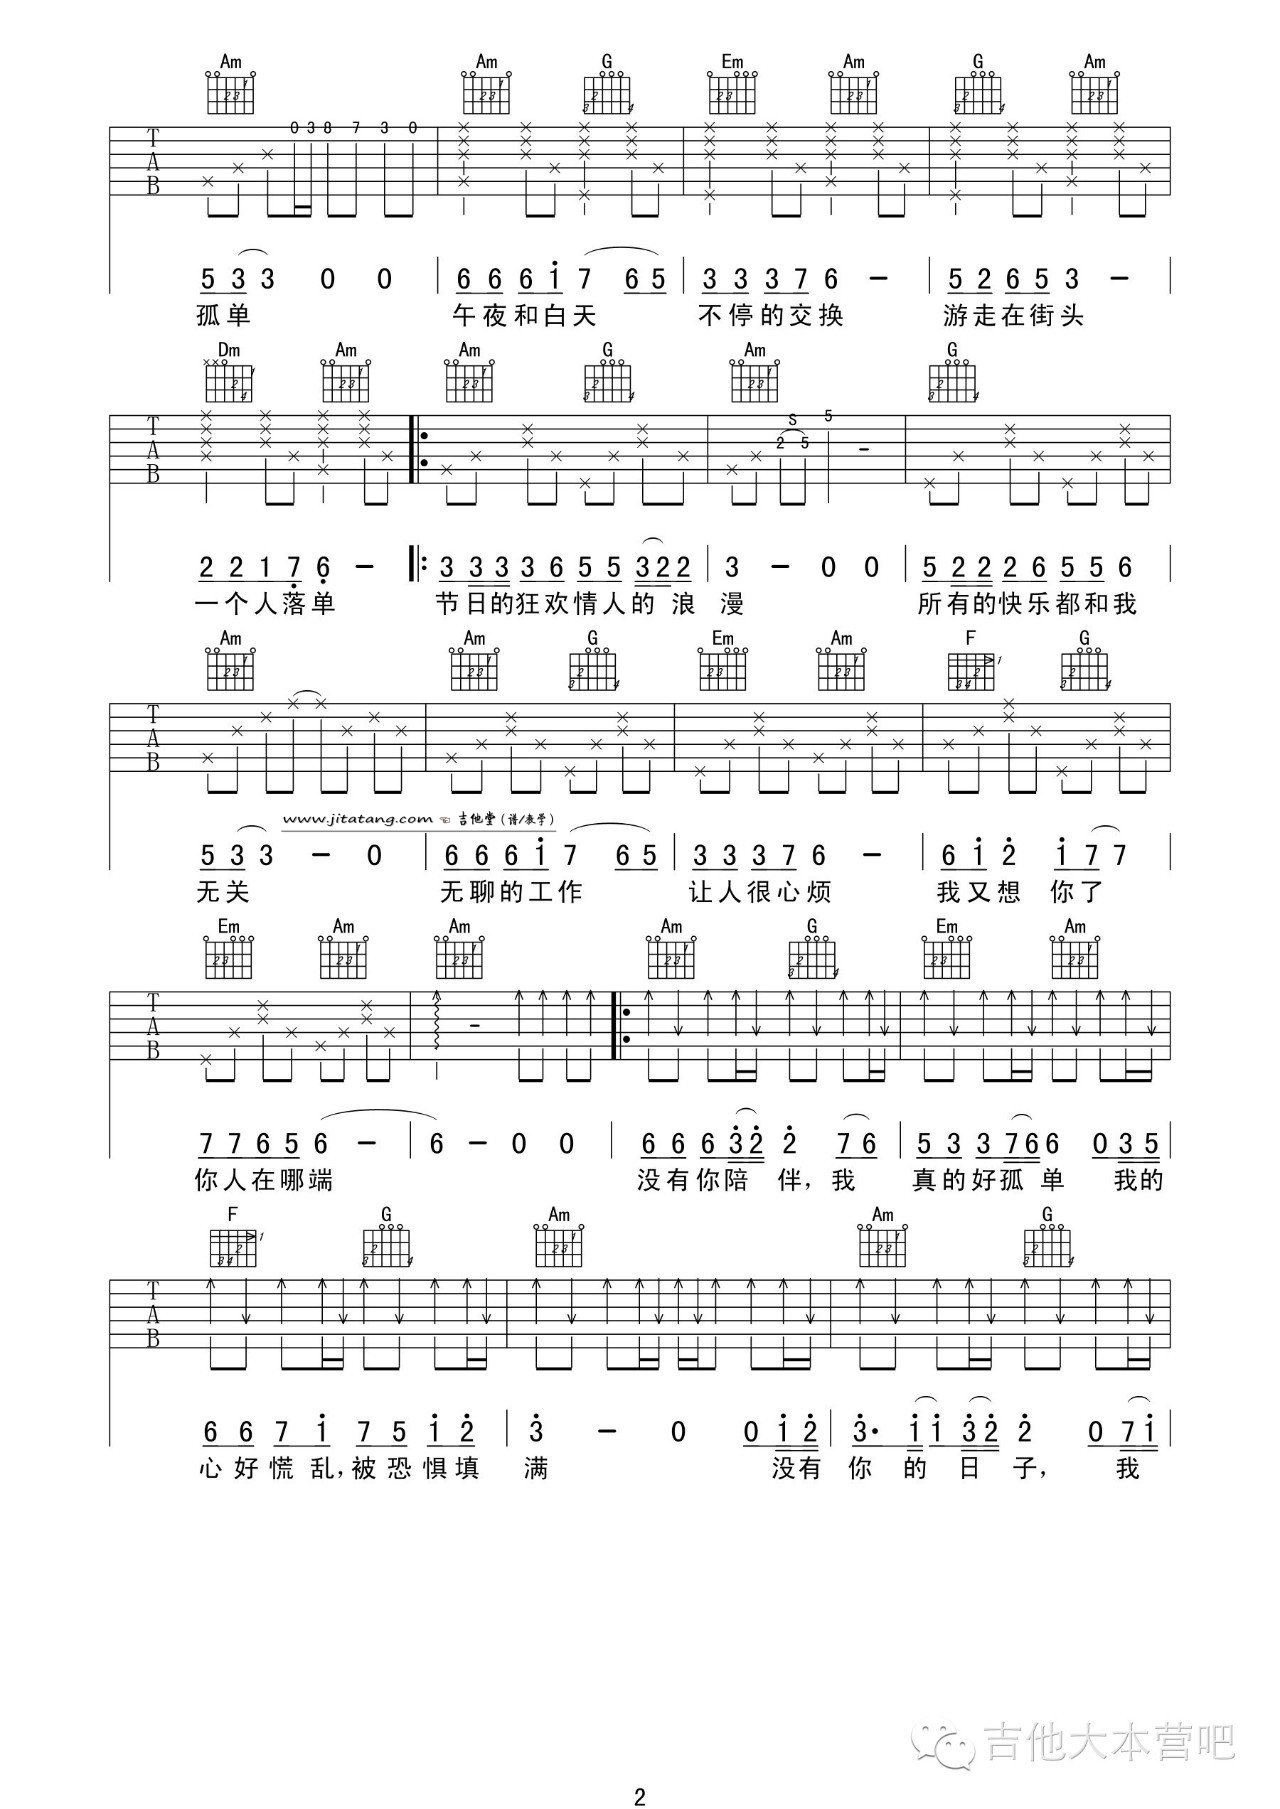 Am Am G Em Am G Am
T 0 3 8 7 3 0
A
B
5 3 3 0 0 6 6 6 1 7 6 5 3 3 3 7 6 - 5 2 6 5 3 -
孤单 午夜和白天 不停的交换 游走在街头
Dm Am Am G Am G
T S 5
A 2 5 -
B
2 2 1 7 6 - 3 3 3 3 6 5 5 3 2 2 3 - 0 0 5 2 2 2 6 5 5 6
一个人落单 节日的狂欢情人的 浪 漫 所有的快乐都和我
Am Am G Em Am F G
T
A
B
www.jitatang.com 吉他堂(谱/教学)
5 3 3 - 0 6 6 6 1 7 6 5 3 3 3 7 6 - 6 1 2 1 7 7
无关 无聊的工作 让人很心烦 我又想 你了
Em Am Am Am G Em Am
T
A -
B
7 7 6 5 6 - 6 - 0 0 6 6 6 3 2 2 7 6 5 3 3 7 6 6 0 3 5
你人在哪端 没有你陪 伴,我 真的好孤 单 我的
F G Am Am G
T
A
B
6 6 7 1 7 5 1 2 3 - 0 0 1 2 3· 1 1 3 2 2 0 7 1
心好慌 乱,被恐惧填 满 没有 你 的 日 子, 我
吉他大本营吧
2